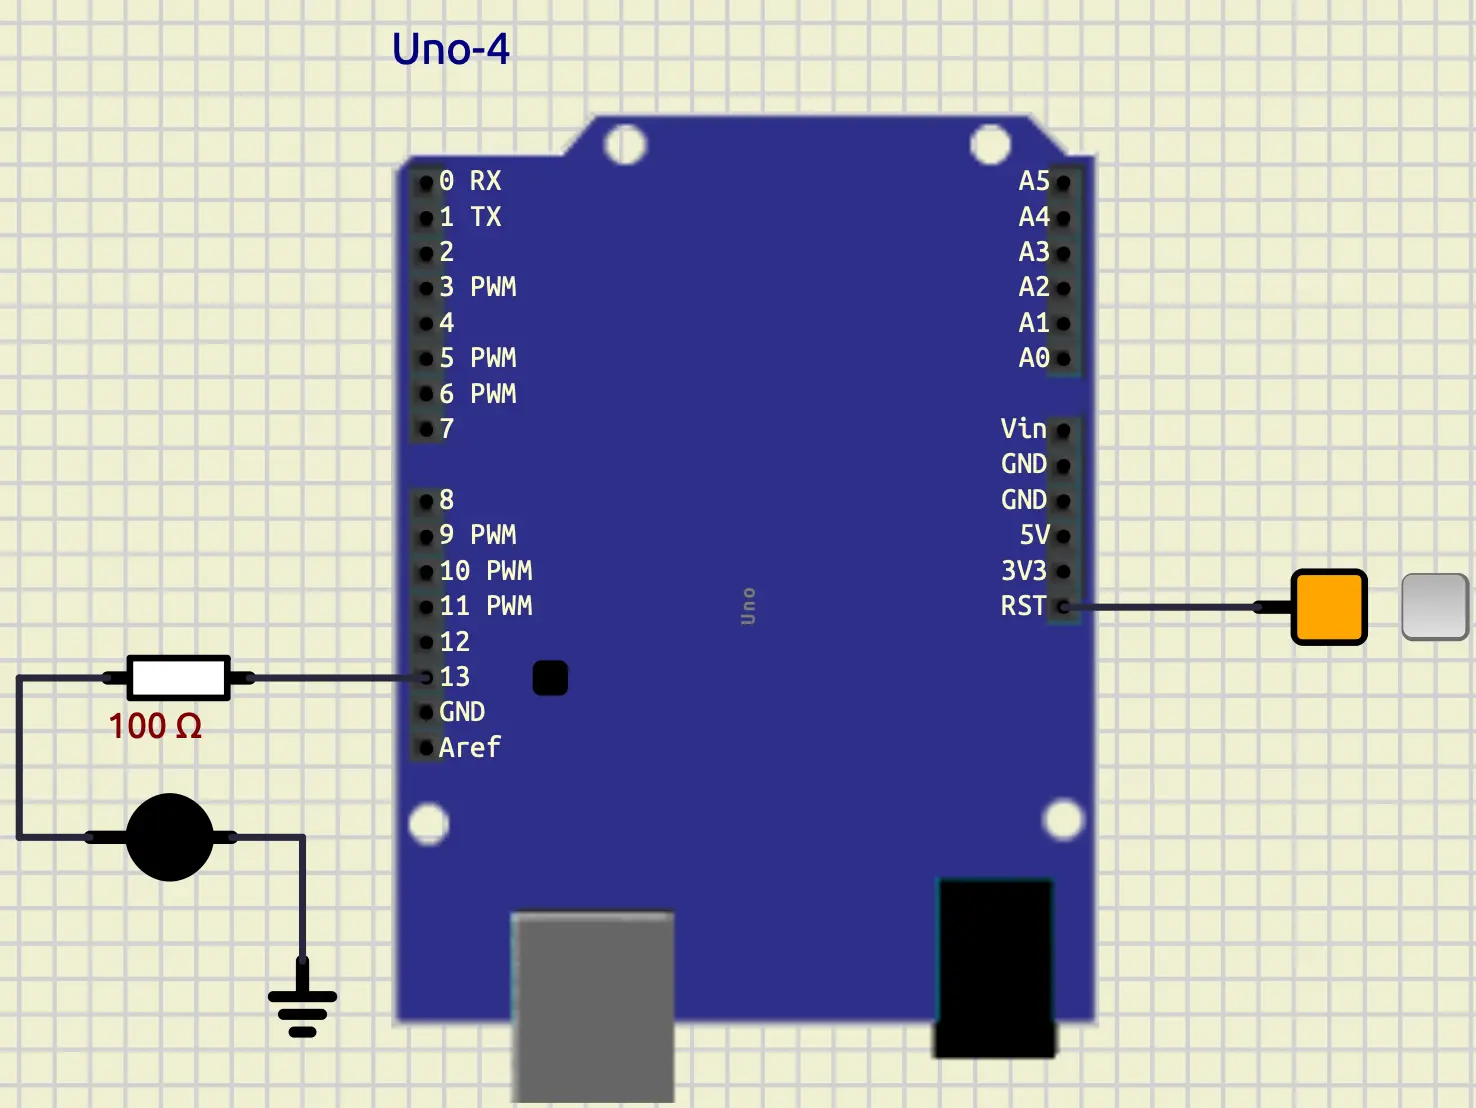 Uno-4
0 RX
1 TX
2
3 PWM
4
5 PWM
6 PWM
7
8
9 PWM
10 PWM
11 PWM
12
13
GND
Aref
A5
A4
A3
A2
A1
A0
Vin
GND
GND
5V
3V3
RST
Uno
100 Ω